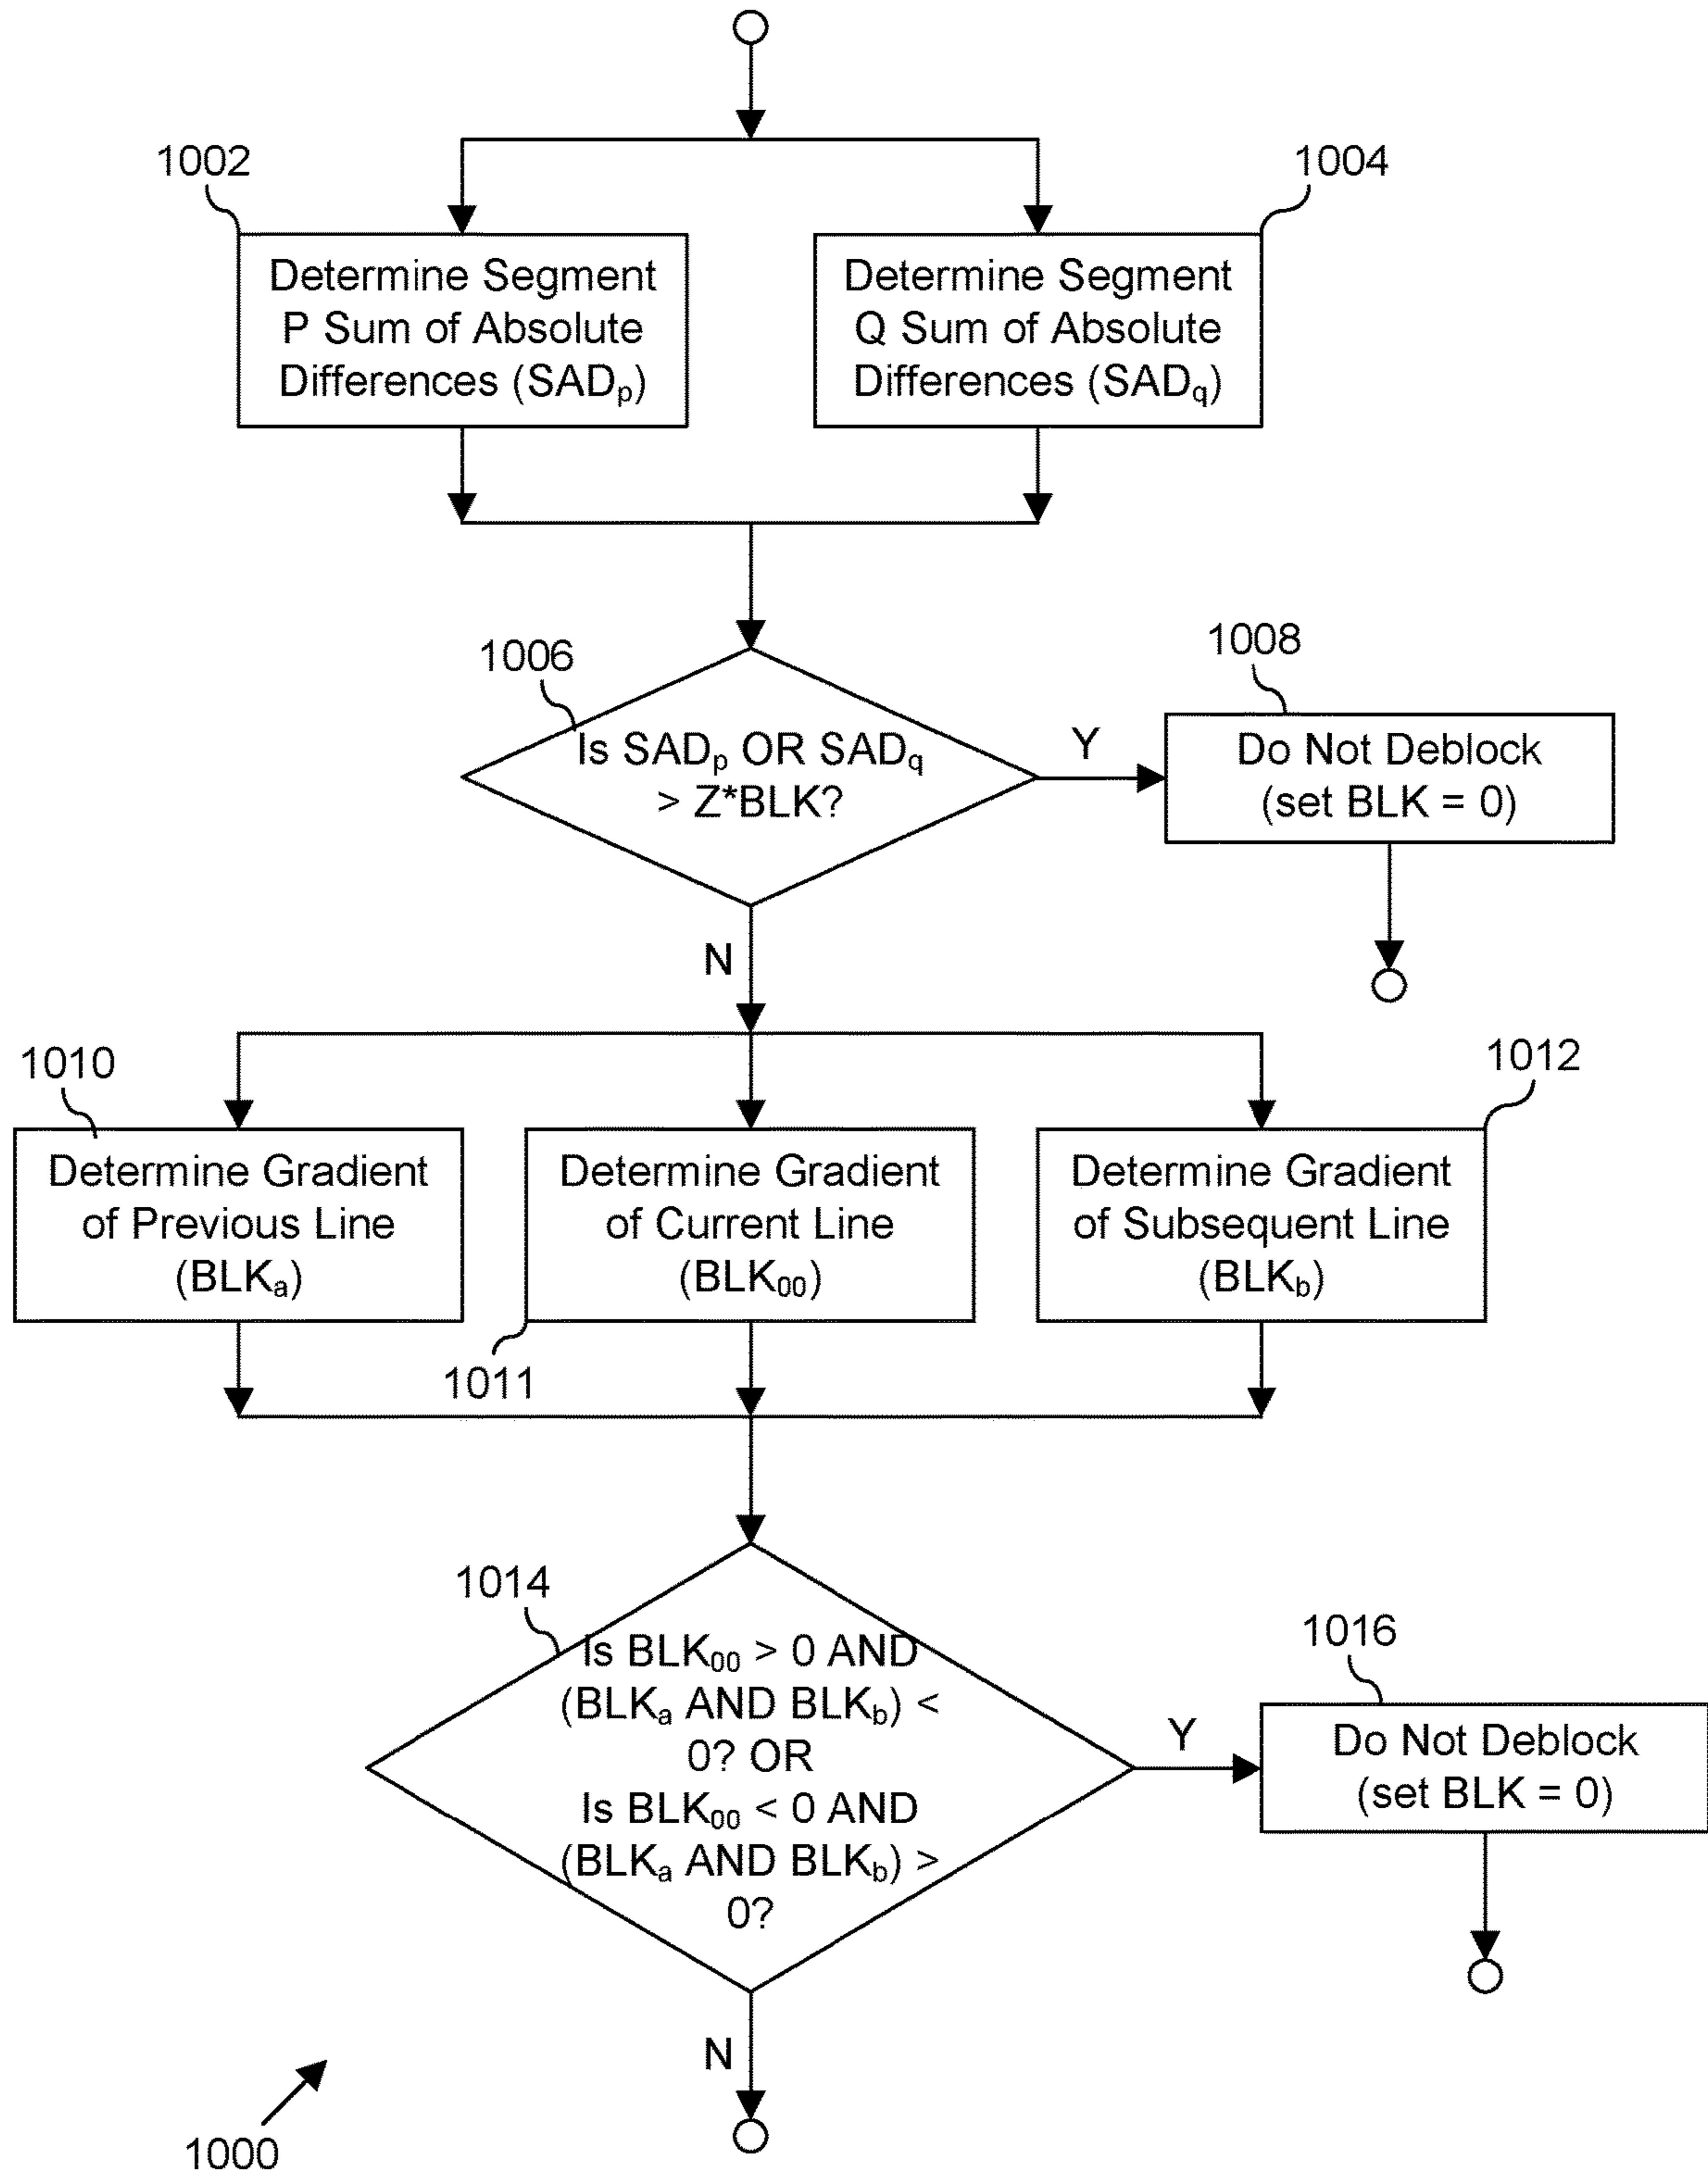 1002
1004
Determine Segment
P Sum of Absolute
Differences (SADp)
Determine Segment
Q Sum of Absolute
Differences (SADq)
1006
1008
Is SADp OR SADq
> Z*BLK?
Y
Do Not Deblock
(set BLK = 0)
N
1010
1012
Determine Gradient
of Previous Line
(BLKa)
Determine Gradient
of Current Line
(BLK00)
Determine Gradient
of Subsequent Line
(BLKb)
1011
1014
1016
Is BLK00 > 0 AND
(BLKa AND BLKb) <
0? OR
Is BLK00 < 0 AND
(BLKa AND BLKb) >
0?
Y
Do Not Deblock
(set BLK = 0)
N
1000